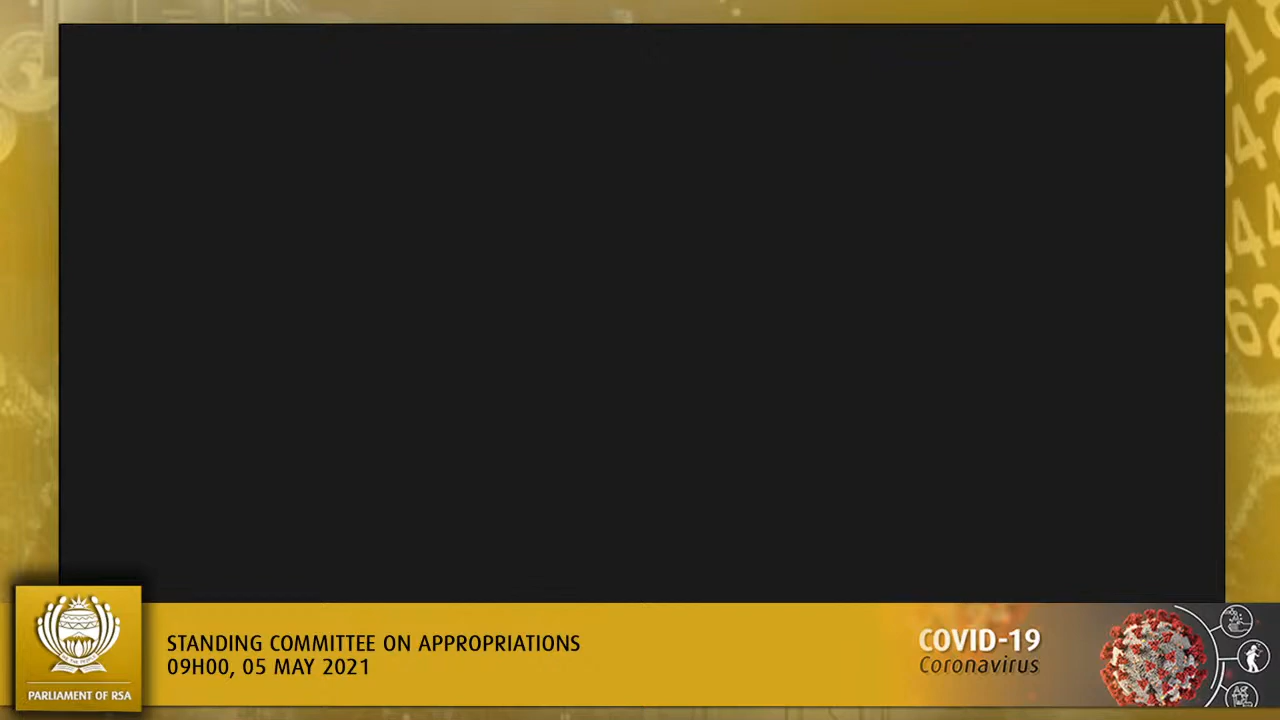 STANDING COMMITTEE ON APPROPRIATIONS
09H00, 05 MAY 2021
COVID-19
Coronavirus
PARLIAMENT OF RSA